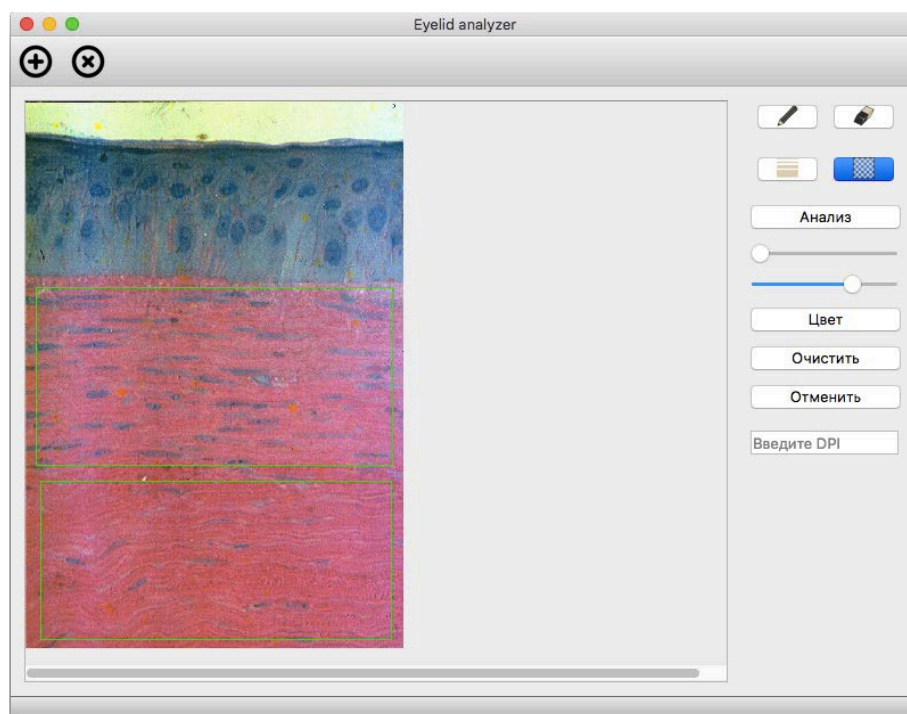 Eyelid analyzer
Анализ
Цвет
Очистить
Отменить
Введите DPI